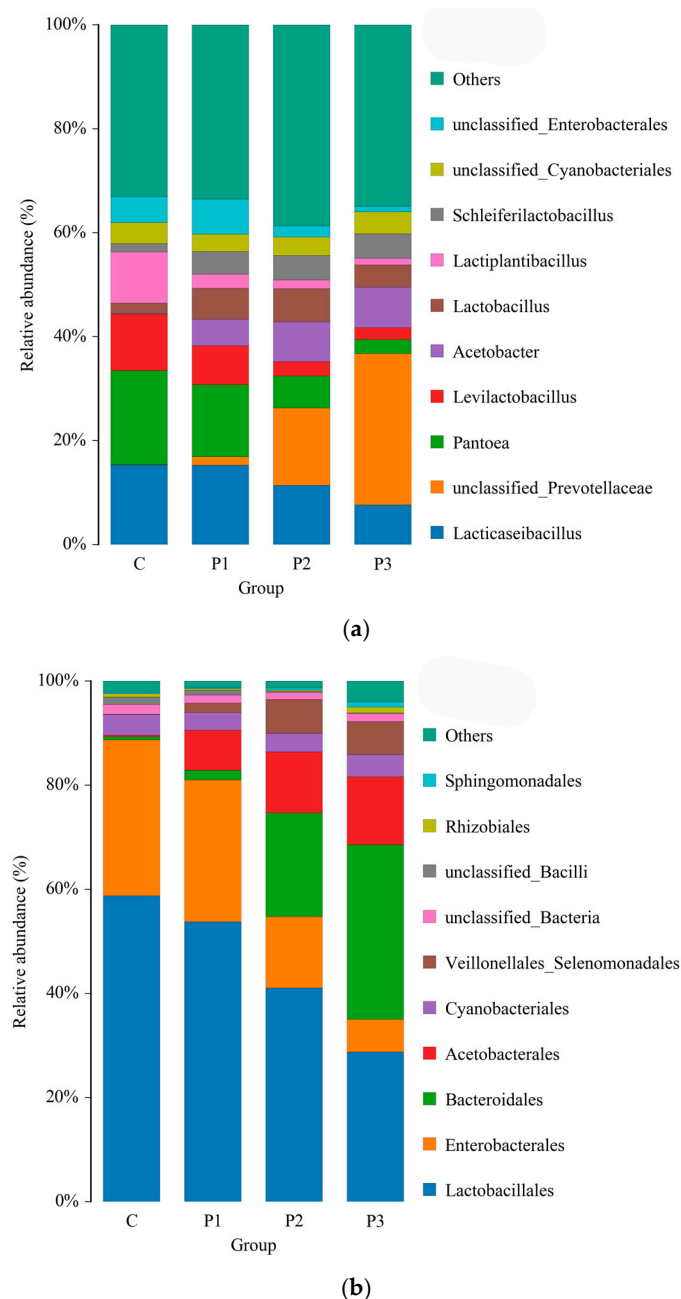 100%
80%
60%
40%
20%
0%
Relative abundance (%)
C P1 P2 P3
Group
Others
unclassified_Enterobacterales
unclassified_Cyanobacteriales
Schleiferilactobacillus
Lactiplantibacillus
Lactobacillus
Acetobacter
Levilactobacillus
Pantoea
unclassified_Prevotellaceae
Lacticaseibacillus
(a)
100%
80%
60%
40%
20%
0%
Relative abundance (%)
C P1 P2 P3
Group
Others
Sphingomonadales
Rhizobiales
unclassified_Bacilli
unclassified_Bacteria
Veillonellales_Selenomonadales
Cyanobacteriales
Acetobacterales
Bacteroidales
Enterobacterales
Lactobacillales
(b)